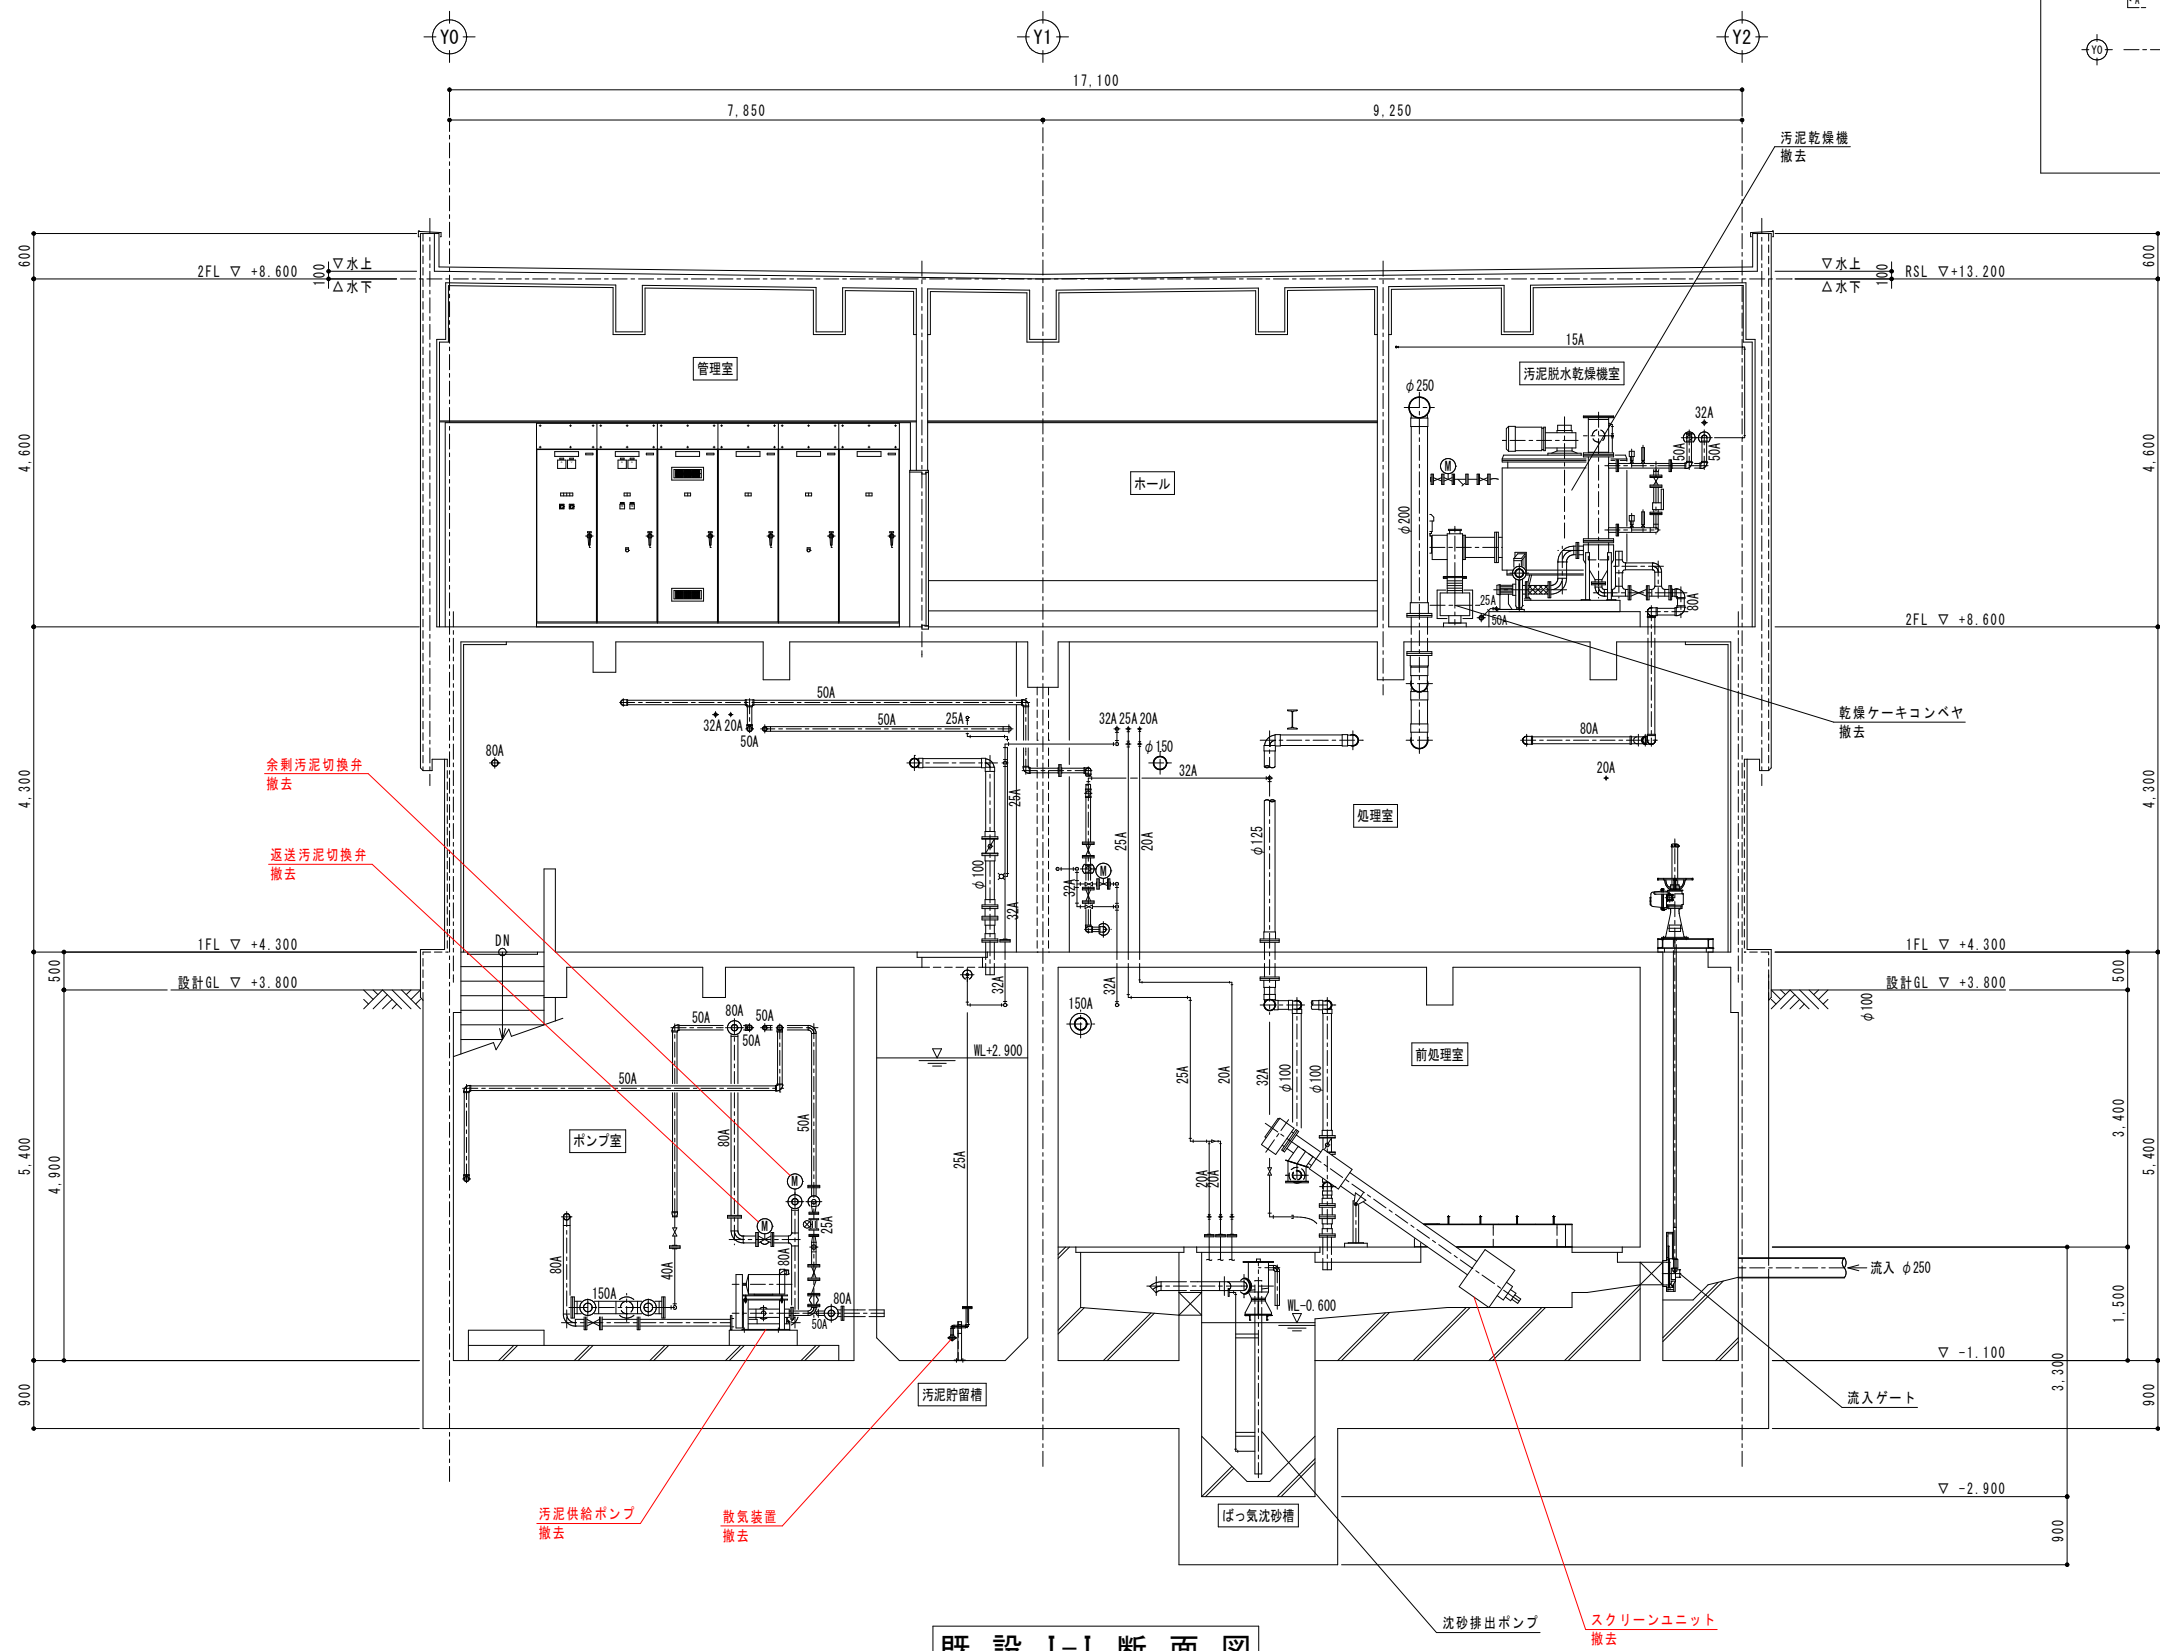 Y0
Y1
Y2
Y0
17,100
7,850
9,250
汚泥乾燥機
撤去
600
2FL ▽ +8.600
100
▽水上
△水下
▽水上
△水下
100
RSL ▽+13.200
600
管理室
15A
汚泥脱水乾燥機室
φ250
32A
50A
50A
4,600
M
ホール
φ200
4,600
25A
50A
80A
2FL ▽ +8.600
50A
32A 20A
50A
50A
25A
32A 25A 20A
φ150
80A
乾燥ケーキコンベヤ
撤去
80A
32A
20A
余剰汚泥切換弁
撤去
4,300
25A
25A
20A
φ125
処理室
4,300
返送汚泥切換弁
撤去
φ100
M
32A
32A
1FL ▽ +4.300
DN
1FL ▽ +4.300
500
設計GL ▽ +3.800
32A
32A
150A
設計GL ▽ +3.800
500
φ100
50A
80A
50A
50A
WL+2.900
前処理室
50A
25A
20A
32A
φ100
φ100
ポンプ室
80A
50A
3,400
5,400
4,900
25A
20A
20A
5,400
M
M
25A
80A
40A
80A
150A
80A
50A
流入 φ250
WL-0.600
1,500
▽ -1.100
3,300
900
汚泥貯留槽
流入ゲート
900
▽ -2.900
汚泥供給ポンプ
撤去
散気装置
撤去
ばっ気沈砂槽
900
沈砂排出ポンプ
スクリーンユニット
撤去
既設 I-I 断面図